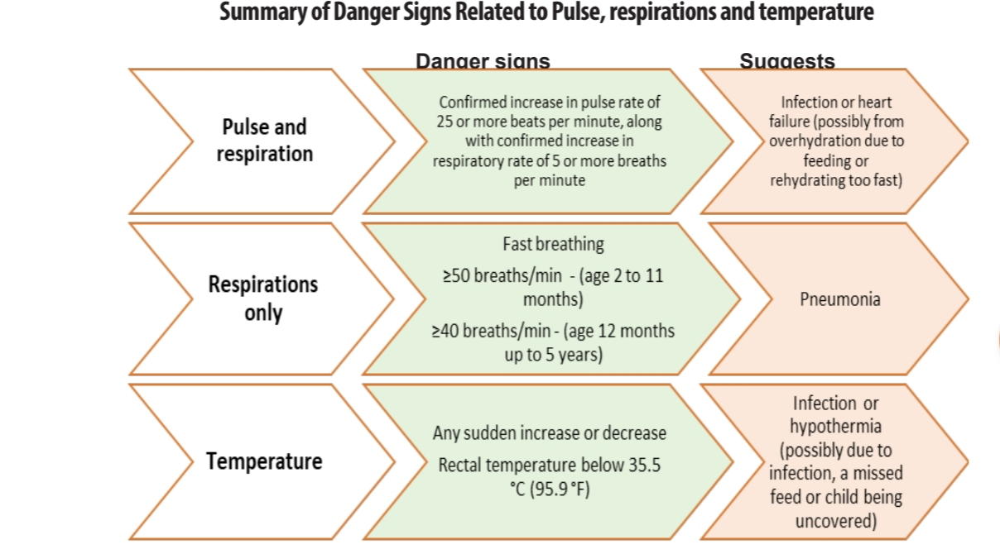 Summary of Danger Signs Related to Pulse, respirations and temperature
Danger signs
Suggests
Pulse and
respiration
Confirmed increase in pulse rate of
25 or more beats per minute, along
with confirmed increase in
respiratory rate of 5 or more breaths
per minute
Infection or heart
failure (possibly from
overhydration due to
feeding or
rehydrating too fast)
Respirations
only
Fast breathing
≥50 breaths/min - (age 2 to 11
months)
≥40 breaths/min - (age 12 months
up to 5 years)
Pneumonia
Temperature
Any sudden increase or decrease
Rectal temperature below 35.5
°C (95.9 °F)
Infection or
hypothermia
(possibly due to
infection, a missed
feed or child being
uncovered)